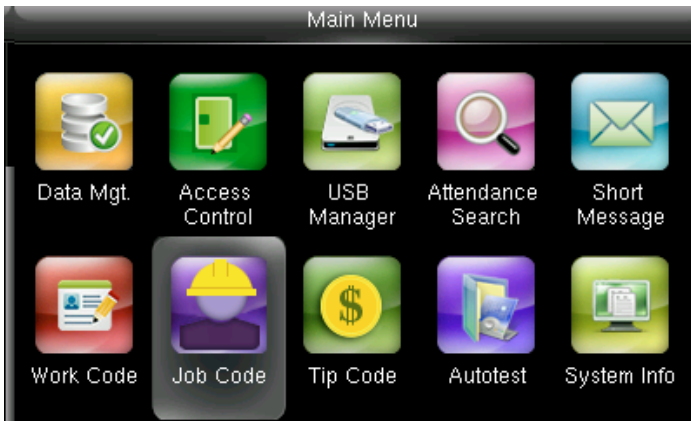 Main Menu
Data Mgt.
Access
Control
USB
Manager
Attendance
Search
Short
Message
Work Code
Job Code
$
Tip Code
Autotest
System Info